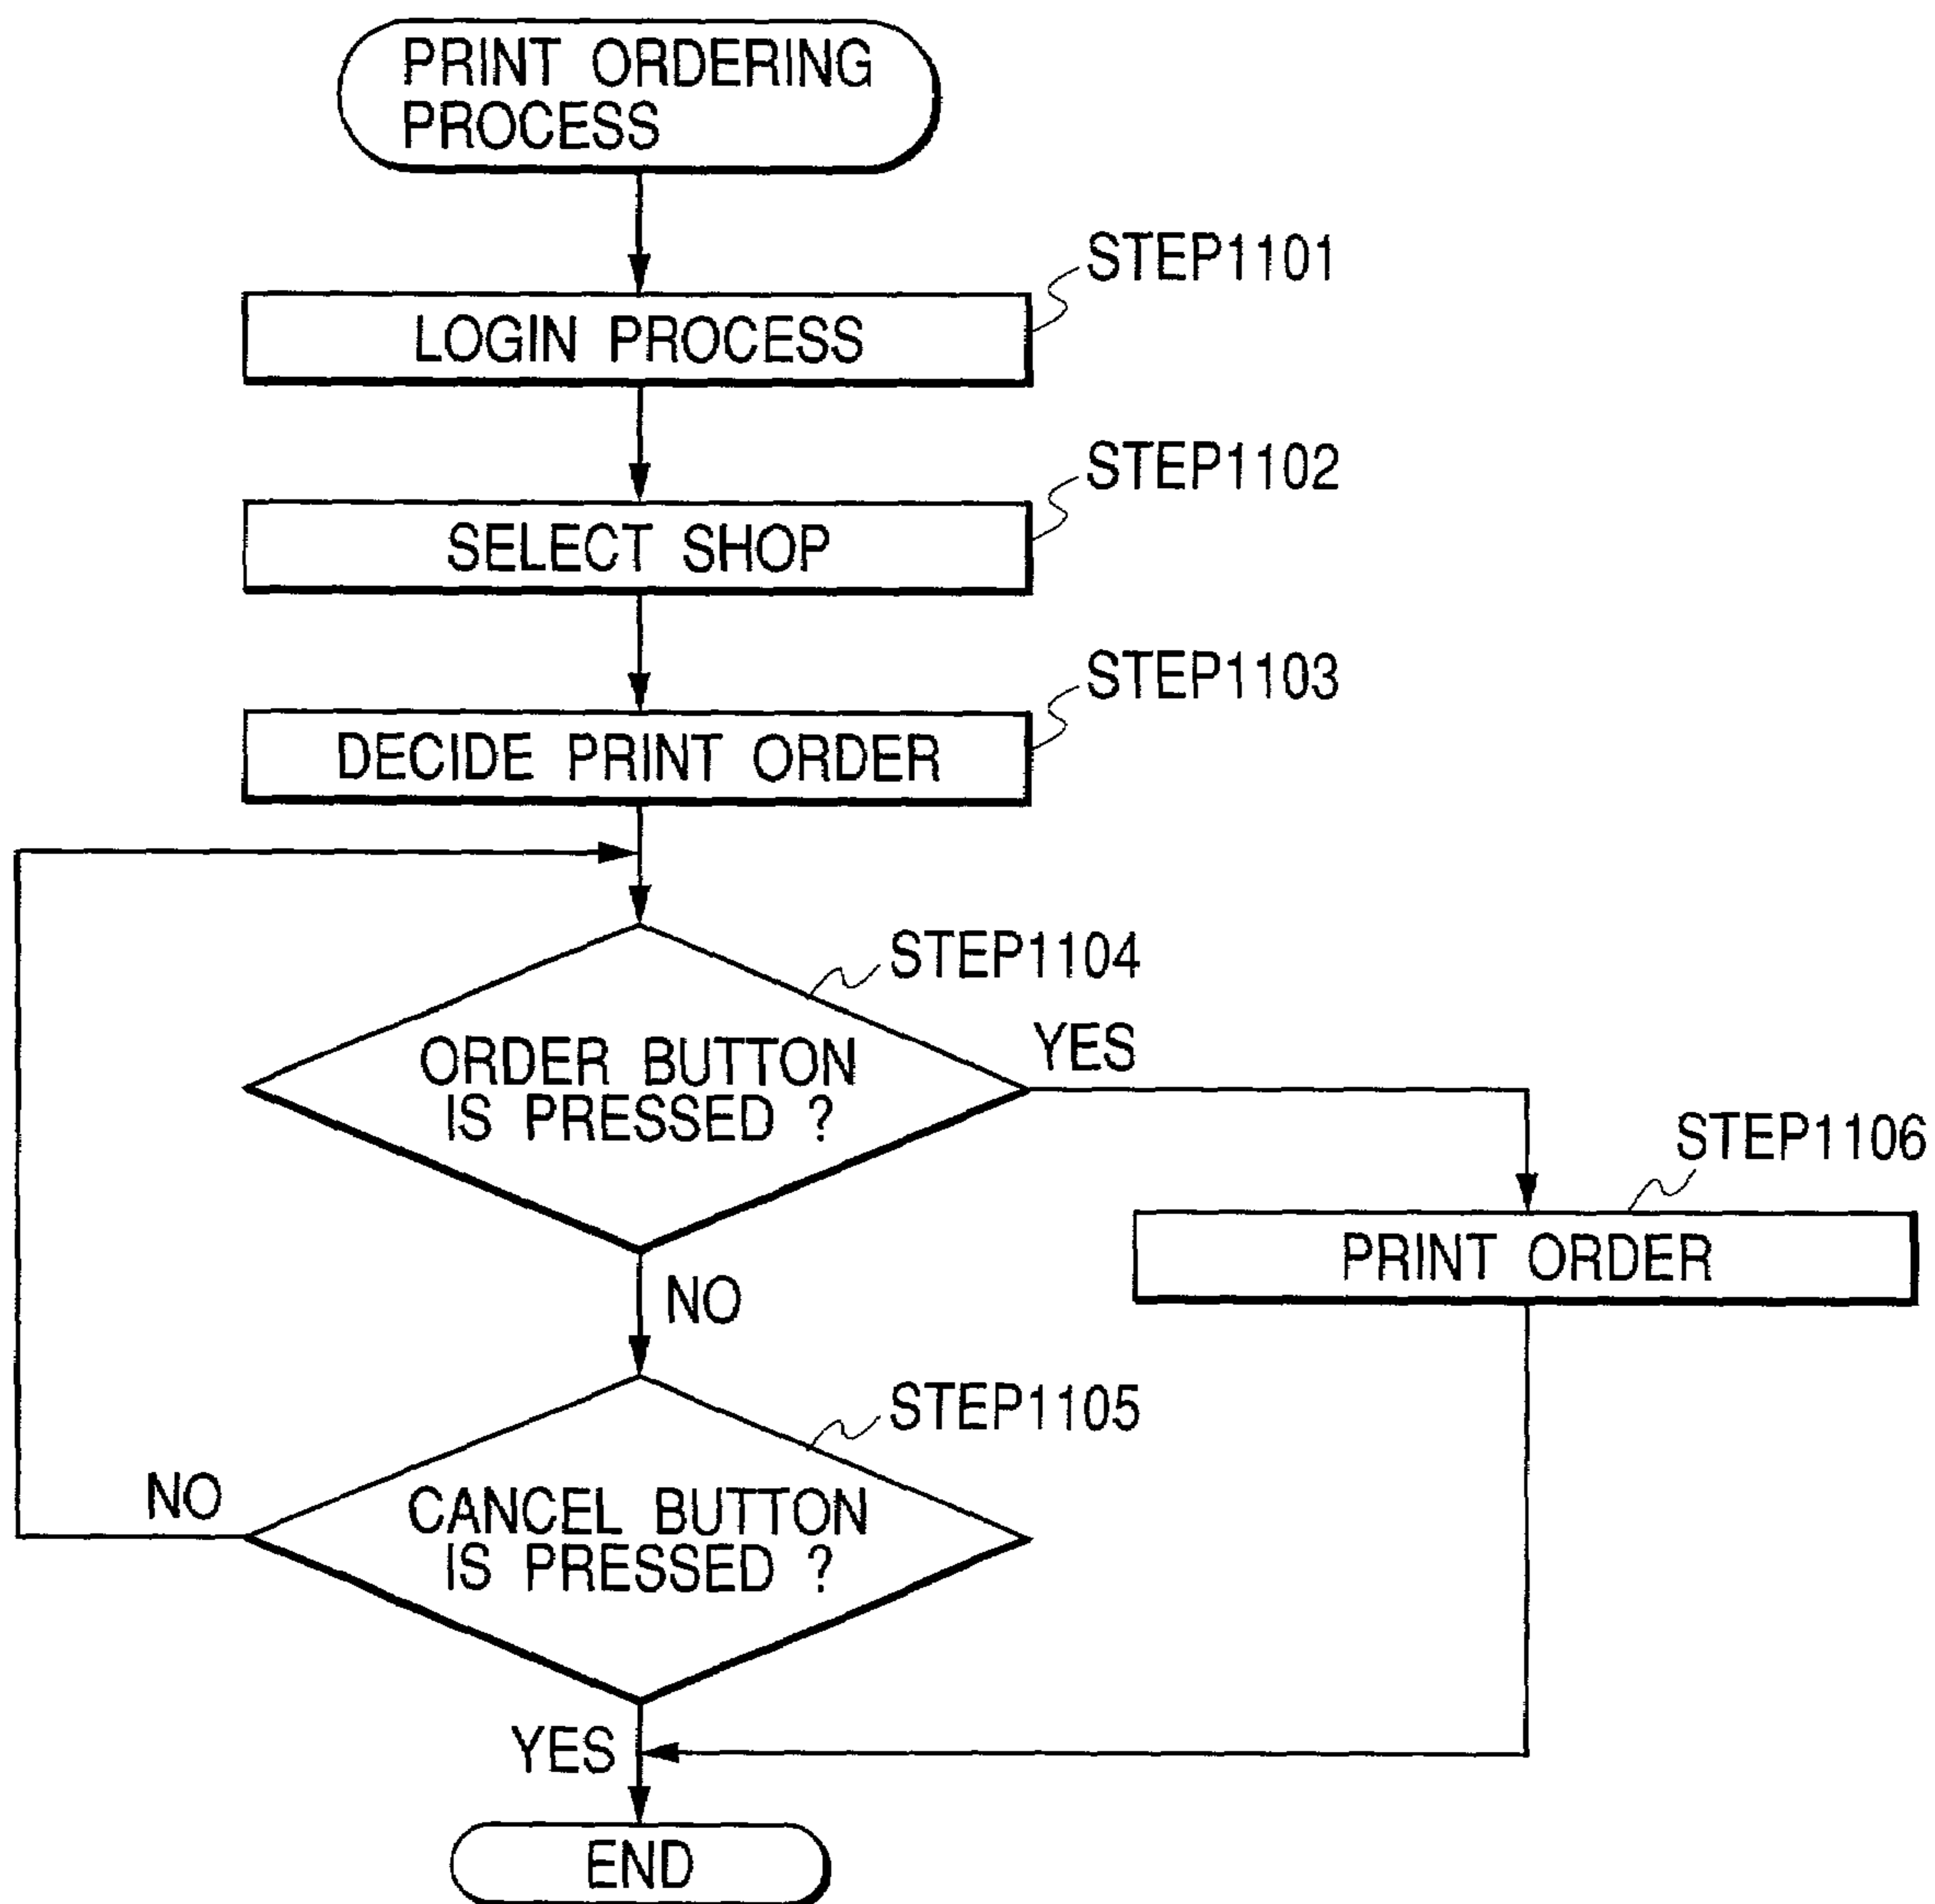 PRINT ORDERING
PROCESS
STEP1101
LOGIN PROCESS
STEP1102
SELECT SHOP
STEP1103
DECIDE PRINT ORDER
STEP1104
ORDER BUTTON
IS PRESSED ?
YES
STEP1106
PRINT ORDER
NO
STEP1105
CANCEL BUTTON
IS PRESSED ?
NO
YES
END